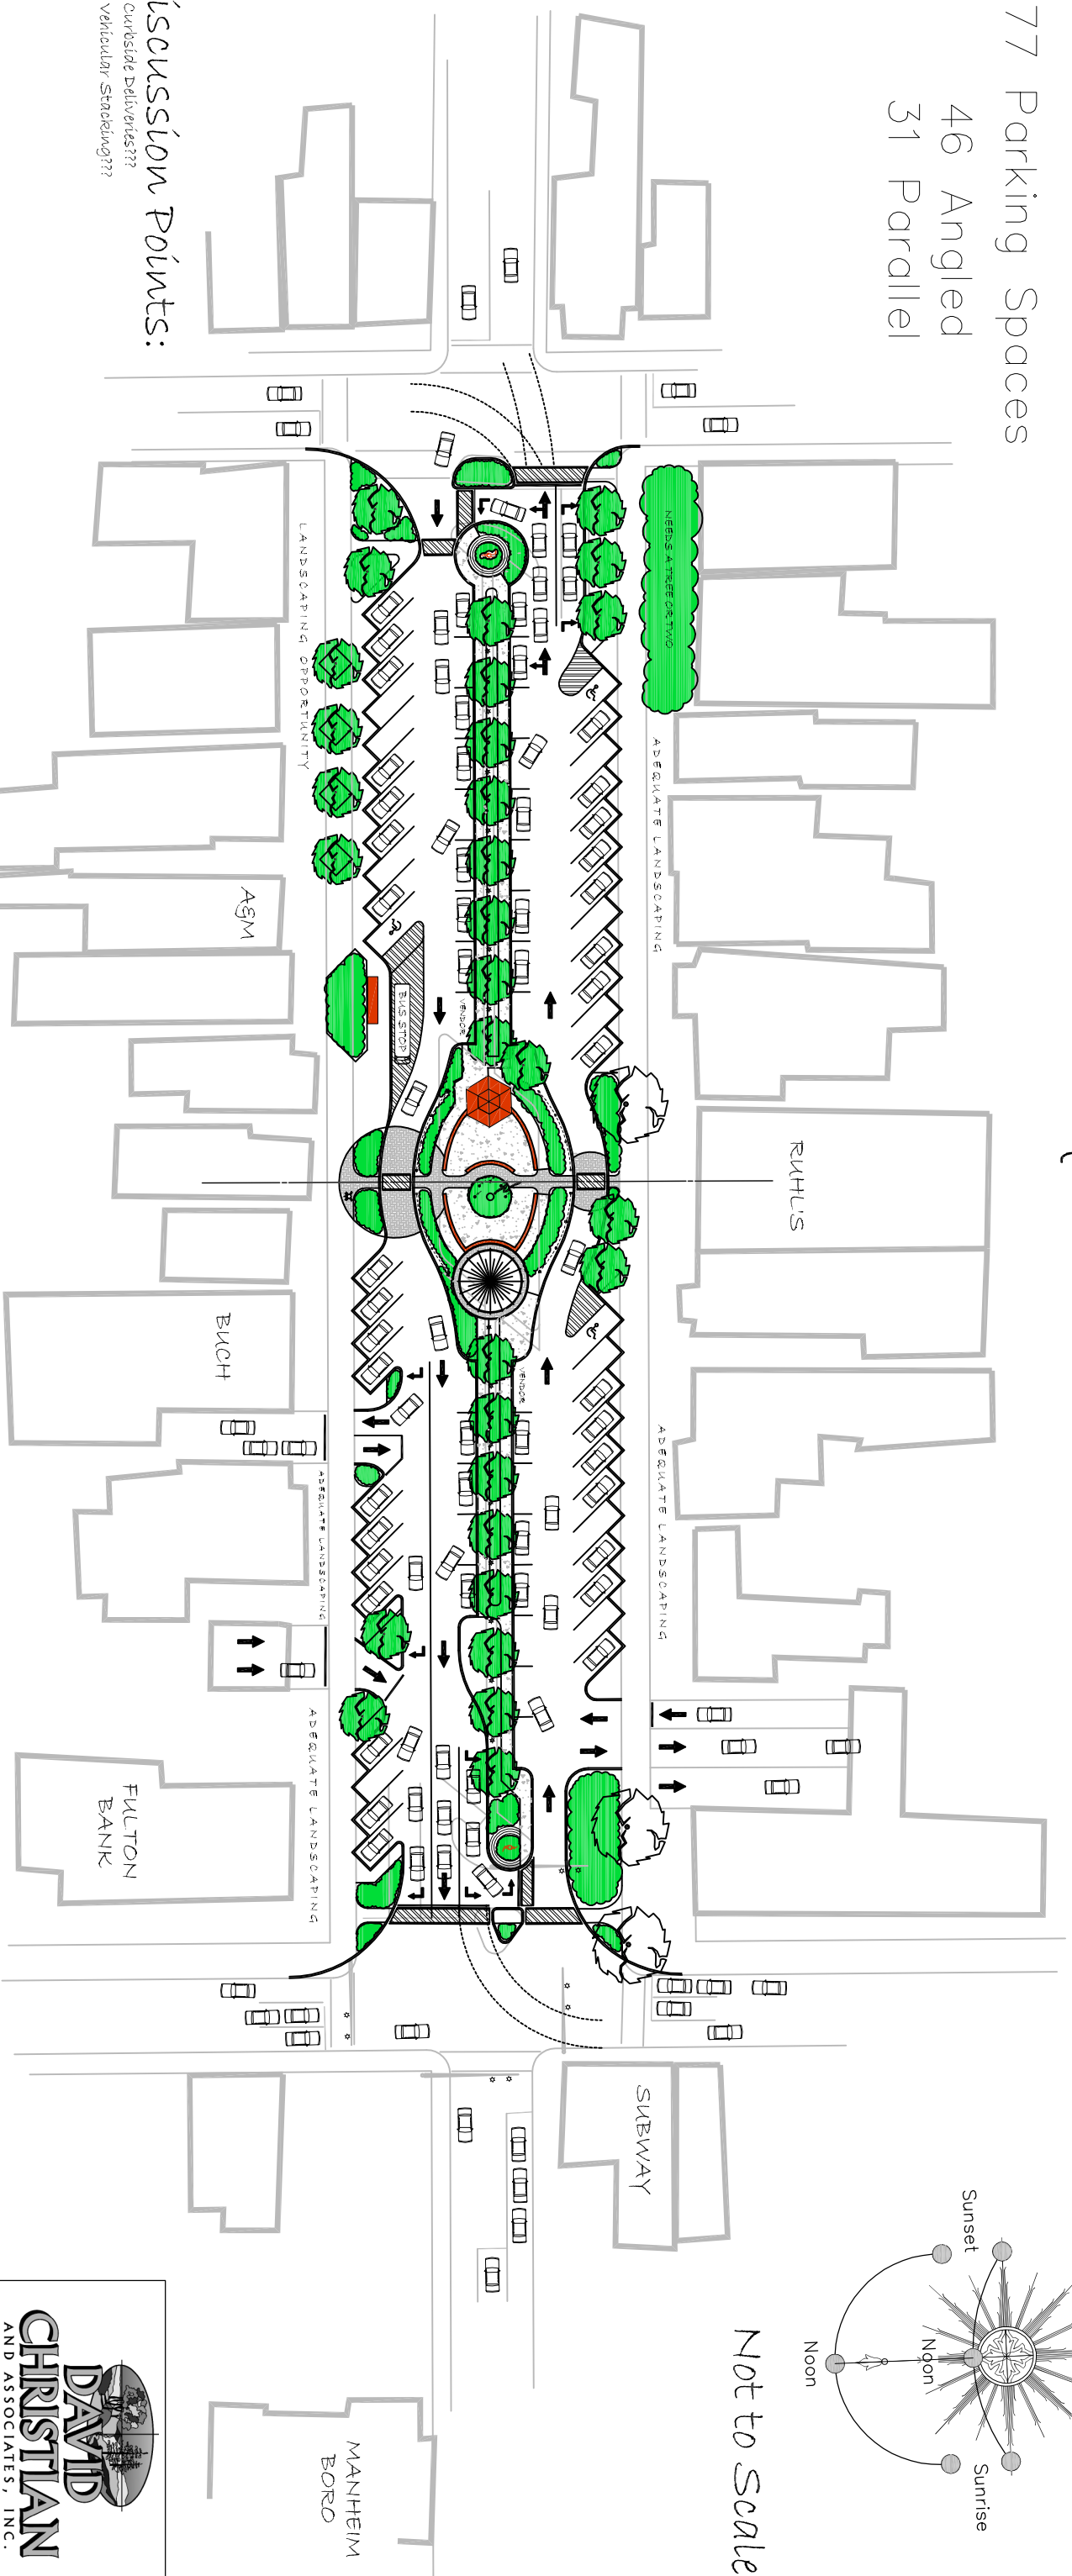 77 Parking Spaces
46 Angled
31 Parallel
iscussion Points:
Curbside Deliveries???
Vehicular Stacking???
NEEDS A TREE OR TWO
LANDSCAPING OPPORTUNITY
ADEQUATE LANDSCAPING
A&M
BUS STOP
VENDOR
RUHL'S
BUCH
VENDOR
ADEQUATE LANDSCAPING
ADEQUATE LANDSCAPING
ADEQUATE LANDSCAPING
FULTON
BANK
SUBWAY
MANHEIM
BORO
Sunset
Noon
Noon
Sunrise
Not to Scale
DAVID
CHRISTIAN
AND ASSOCIATES, INC.